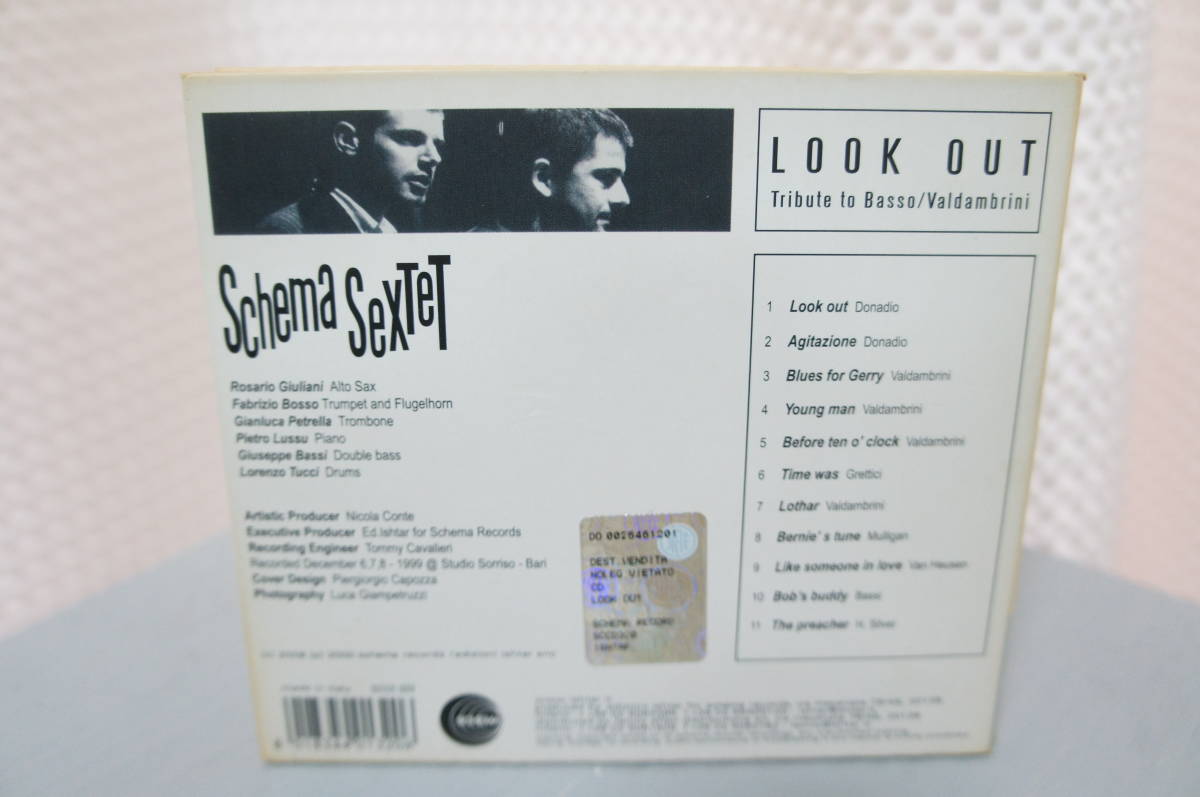 LOOK OUT
Tribute to Basso/Valdambrini
Schema Sextet
Rosario Giuliani Alto Sax
Fabrizio Bosso Trumpet and Flugelhorn
Gianluca Petrella Trombone
Pietro Lussu Piano
Giuseppe Bassi Double bass
Lorenzo Tucci Drums
Artistic Producer Nicola Conte
Executive Producer Ed.Ishtar for Schema Records
Recording Engineer Tommy Cavalieri
Recorded December 6,7,8 - 1999 @ Studio Sorriso - Bari
Cover Design Piergiorgio Capozza
Photography Luca Giampetruzzi
1 Look out Donadio
2 Agitazione Donadio
3 Blues for Gerry Valdambrini
4 Young man Valdambrini
5 Before ten o' clock Valdambrini
6 Time was Grettici
7 Lothar Valdambrini
8 Bernie's tune Mulligan
9 Like someone in love Van Heusen
10 Bob's buddy Bassi
11 The preacher H. Silver
DO 0026461201
DEST.VENDITA
NOLEG.VIETATO
CD
LOOK OUT
SCHEMA RECORD
ISHTAR